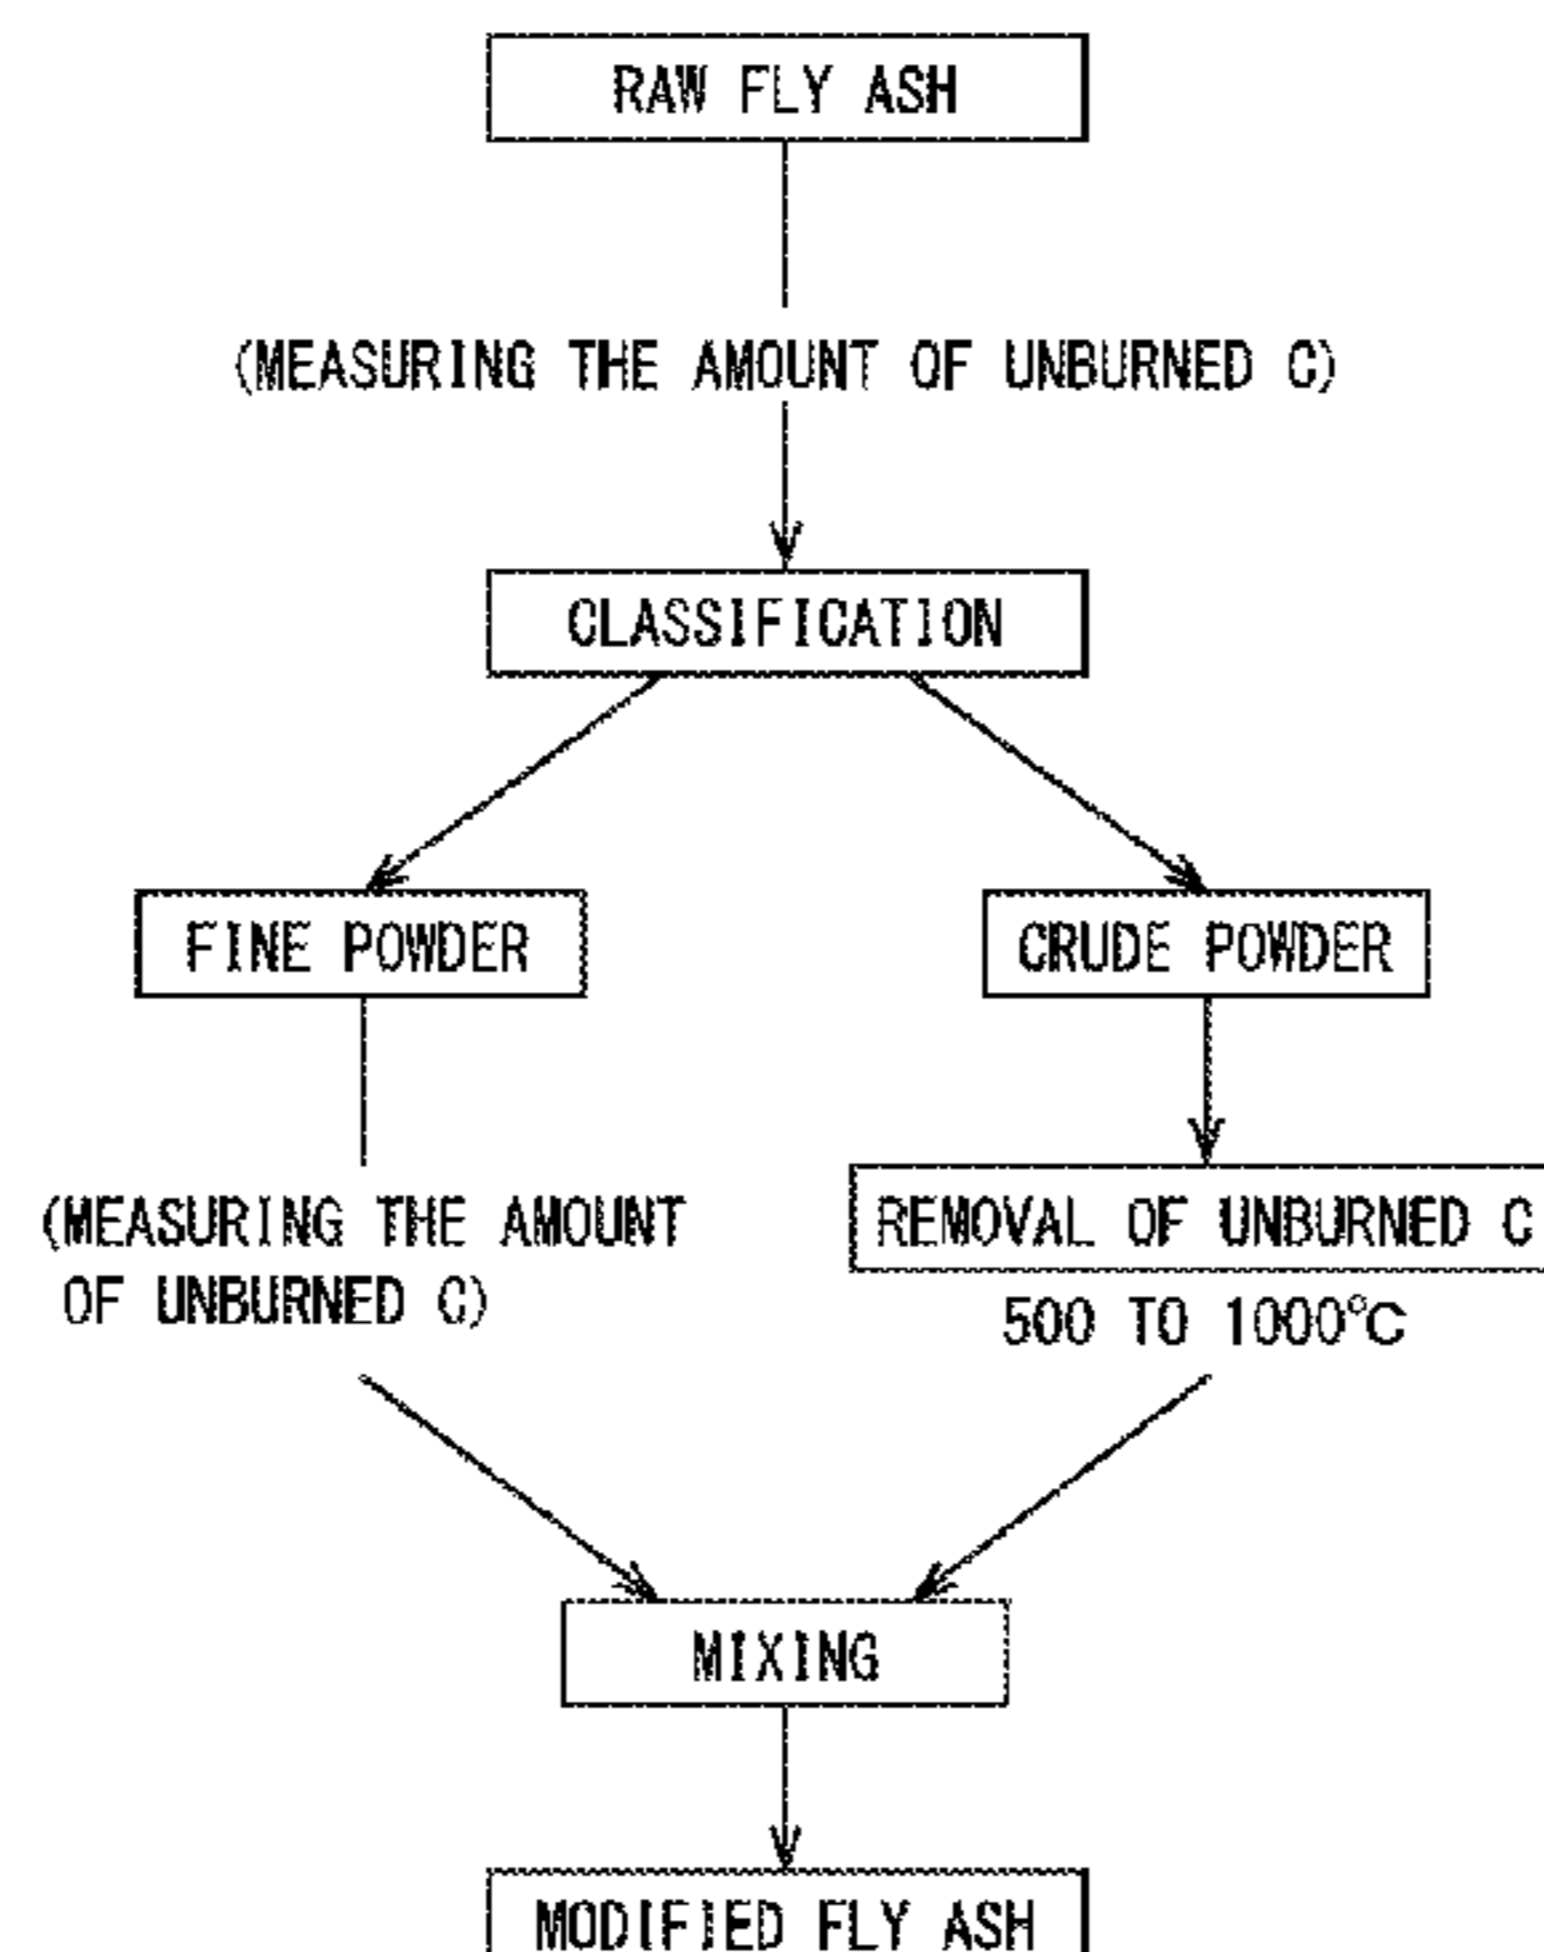 RAW FLY ASH
(MEASURING THE AMOUNT OF UNBURNED C)
CLASSIFICATION
FINE POWDER
CRUDE POWDER
(MEASURING THE AMOUNT
OF UNBURNED C)
REMOVAL OF UNBURNED C
500 TO 1000°C
MIXING
MODIFIED FLY ASH